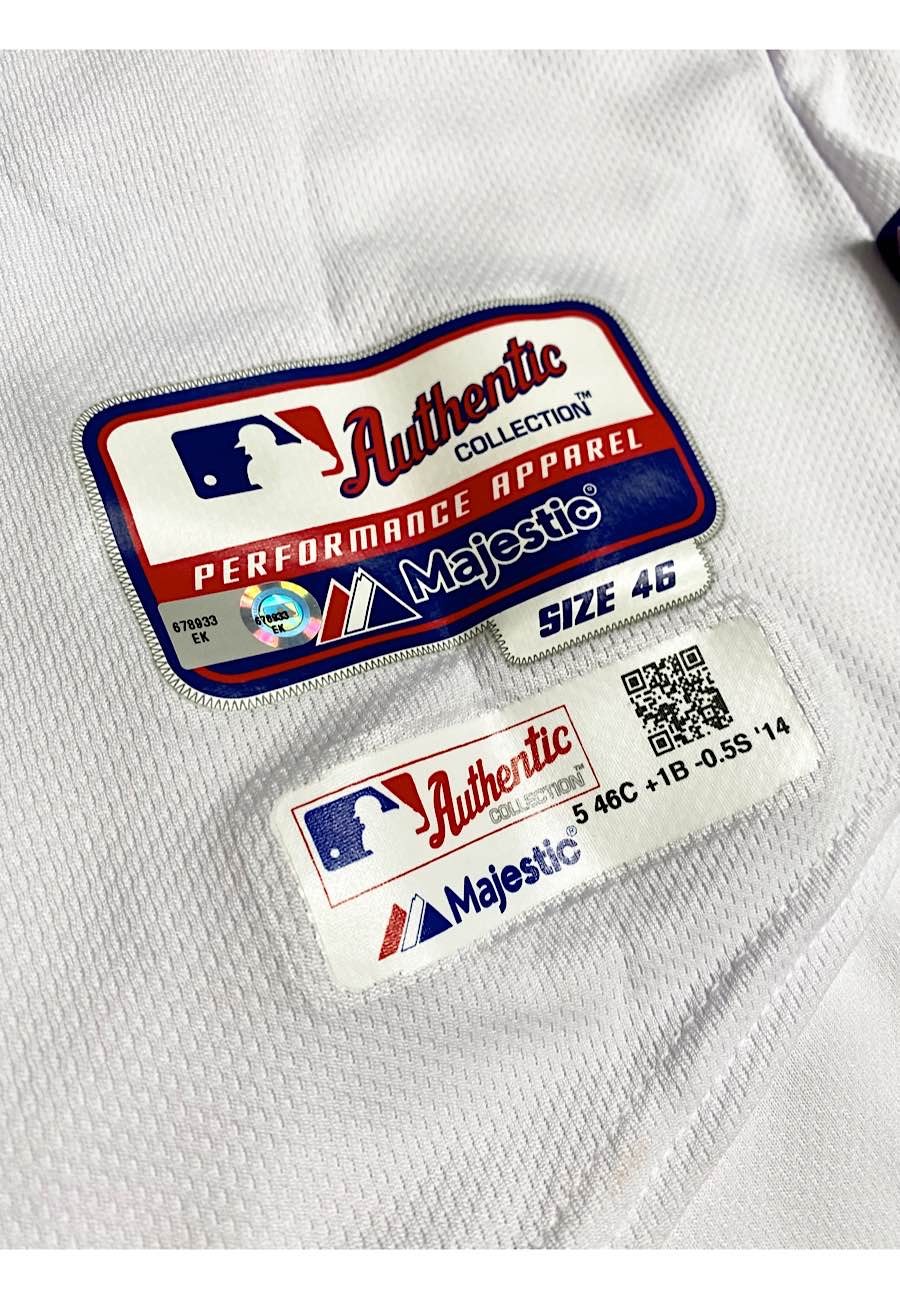 Authentic
COLLECTION™
PERFORMANCE APPAREL
Majestic®
678933
EK
678933
EK
SIZE 46
Authentic
COLLECTION™
Majestic®
5 46C +1B -0.5S '14